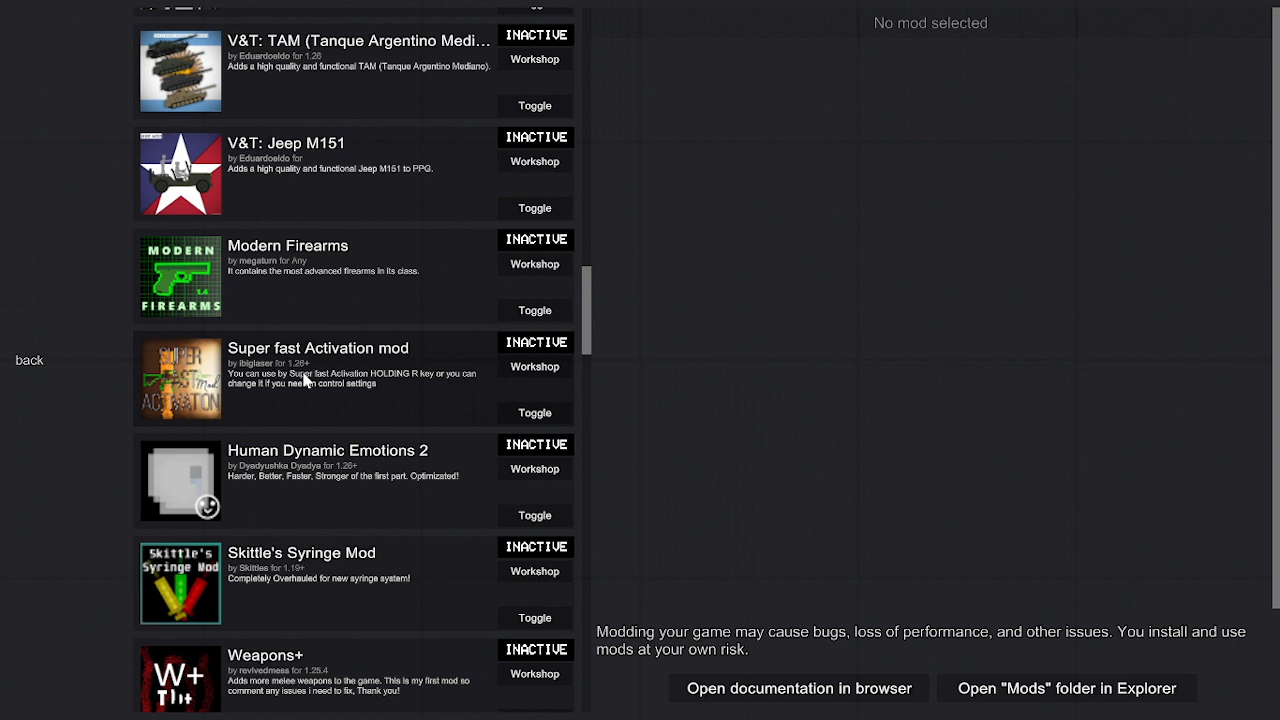 No mod selected
V&T: TAM (Tanque Argentino Medi...
INACTIVE
by Eduardoeldo for 1.26
Workshop
Adds a high quality and functional TAM (Tanque Argentino Mediano).
Toggle
V&T: Jeep M151
INACTIVE
by Eduardoeldo for
Workshop
Adds a high quality and functional Jeep M151 to PPG.
Toggle
MODERN
1.4
FIREARMS
Modern Firearms
INACTIVE
by megaturn for Any
Workshop
It contains the most advanced firearms in its class.
Toggle
back
SUPER
FAST Mod
ACTIVATION
Super fast Activation mod
INACTIVE
by ibiglaser for 1.26+
Workshop
You can use by Super fast Activation HOLDING R key or you can
change it if you need in control settings
Toggle
Human Dynamic Emotions 2
INACTIVE
by Dyadyushka Dyadya for 1.26+
Workshop
Harder, Better, Faster, Stronger of the first part. Optimizated!
Toggle
Skittle's
Syringe Mod
Skittle's Syringe Mod
INACTIVE
by Skittles for 1.19+
Workshop
Completely Overhauled for new syringe system!
Toggle
W+
Weapons+
INACTIVE
by revivedmess for 1.25.4
Workshop
Adds more melee weapons to the game. This is my first mod so
comment any issues i need to fix, Thank you!
Modding your game may cause bugs, loss of performance, and other issues. You install and use
mods at your own risk.
Open documentation in browser
Open "Mods" folder in Explorer